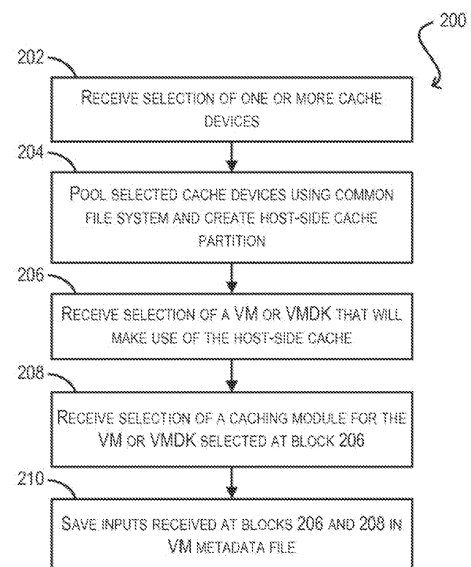 200
202
RECEIVE SELECTION OF ONE OR MORE CACHE
DEVICES
204
POOL SELECTED CACHE DEVICES USING COMMON
FILE SYSTEM AND CREATE HOST-SIDE CACHE
PARTITION
206
RECEIVE SELECTION OF A VM OR VMDK THAT WILL
MAKE USE OF THE HOST-SIDE CACHE
208
RECEIVE SELECTION OF A CACHING MODULE FOR THE
VM OR VMDK SELECTED AT BLOCK 206
210
SAVE INPUTS RECEIVED AT BLOCKS 206 AND 208 IN
VM METADATA FILE